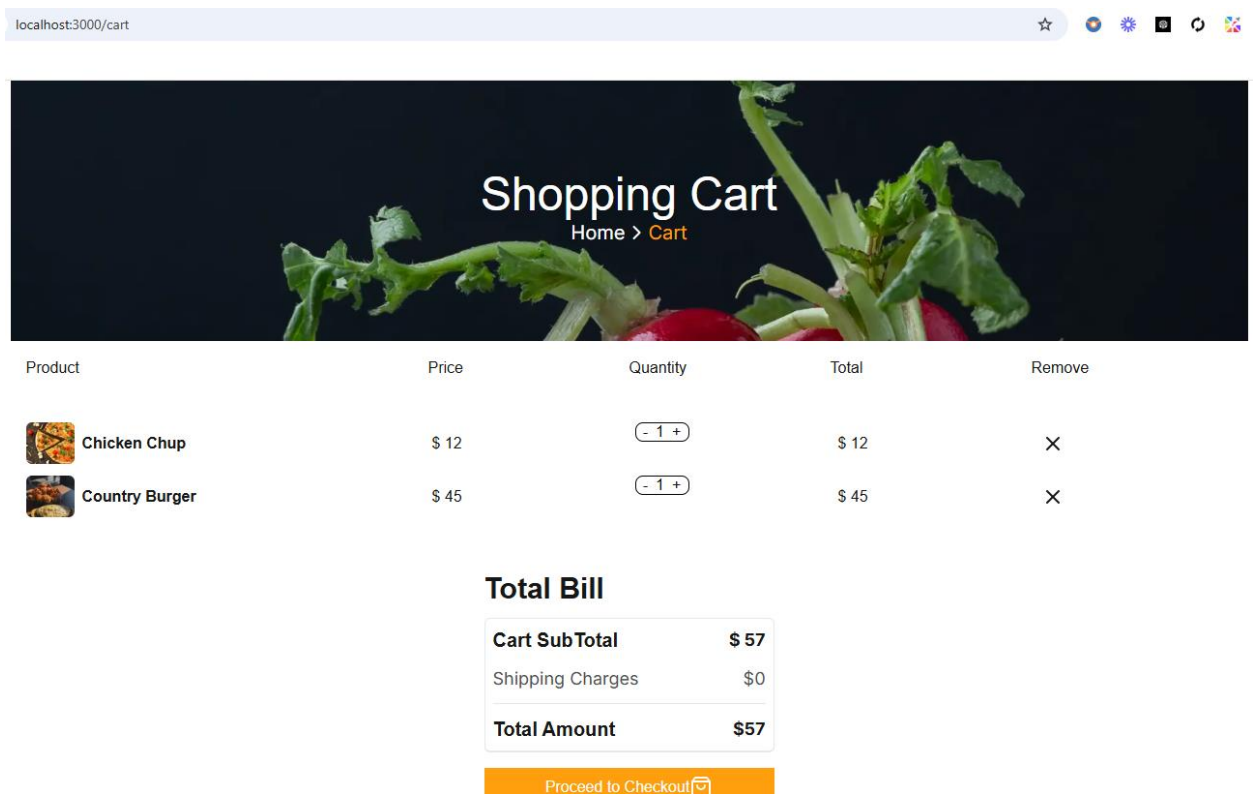 localhost:3000/cart
Shopping Cart
Home > Cart
Product Price Quantity Total Remove
Chicken Chup $ 12 - 1 + $ 12
Country Burger $ 45 - 1 + $ 45
Total Bill
Cart SubTotal $ 57
Shipping Charges $0
Total Amount $57
Proceed to Checkout